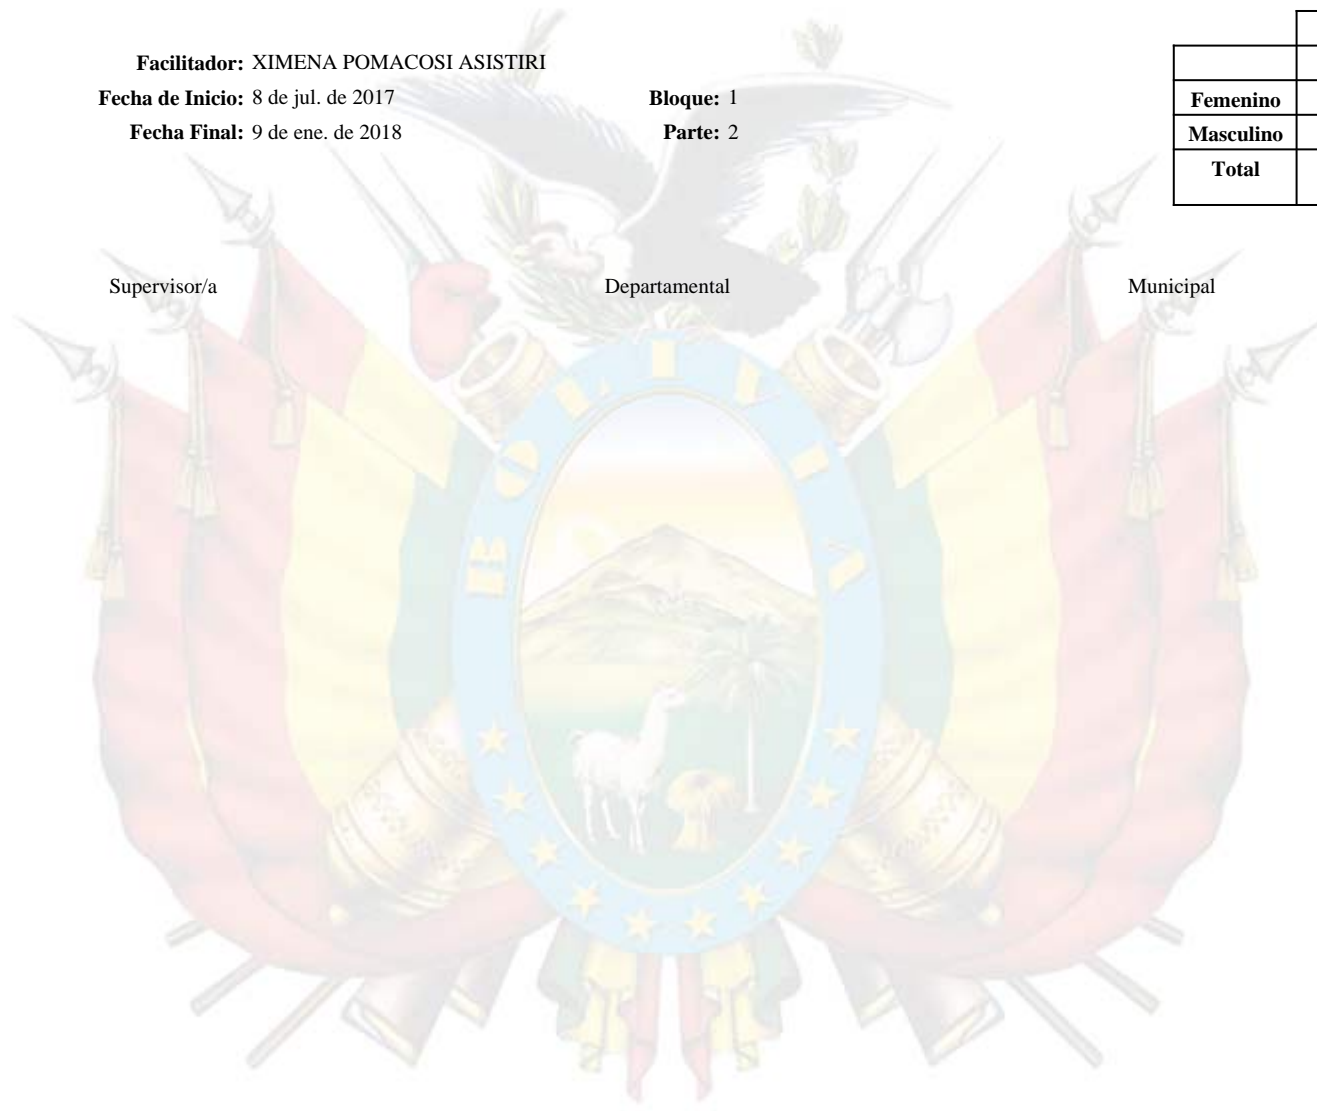 Facilitador: XIMENA POMACOSI ASISTIRI
Fecha de Inicio: 8 de jul. de 2017 Bloque: 1
Fecha Final: 9 de ene. de 2018 Parte: 2
Femenino
Masculino
Total
Supervisor/a Departamental Municipal
BOLIVIA